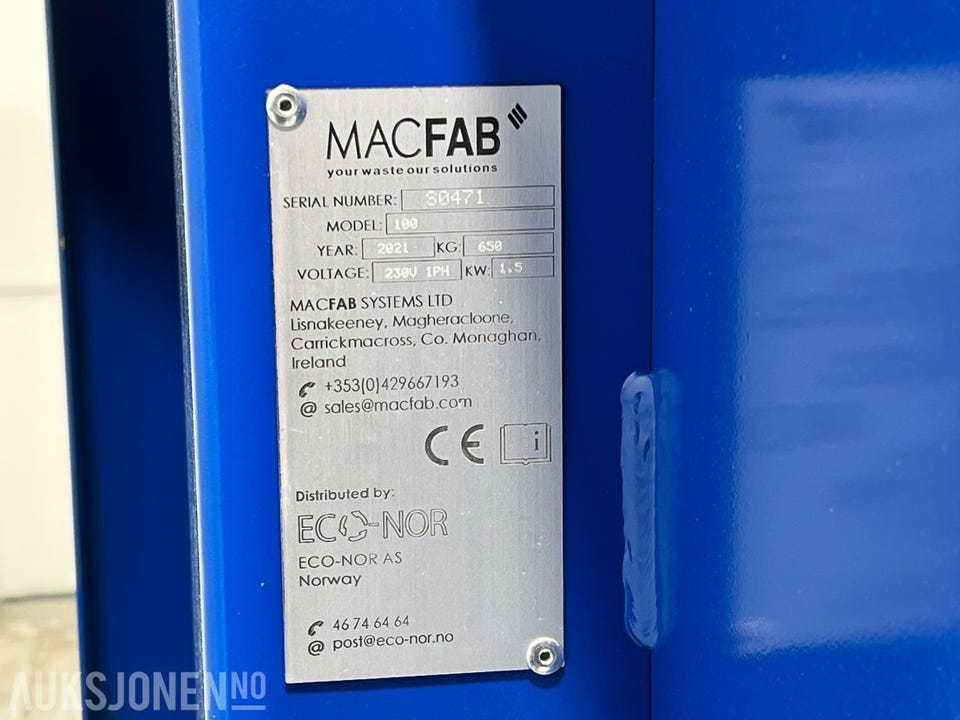 MACFAB
your waste our solutions
SERIAL NUMBER: S0471
MODEL: 100
YEAR: 2021 KG: 650
VOLTAGE: 230V 1PH KW: 1.5
MACFAB SYSTEMS LTD
Lisnakeeney, Magheracloone,
Carrickmacross, Co. Monaghan,
Ireland
+353(0)429667193
@ sales@macfab.com
CE i
Distributed by:
ECO-NOR
ECO-NOR AS
Norway
46 74 64 64
@ post@eco-nor.no
AUKSJONEN.NO